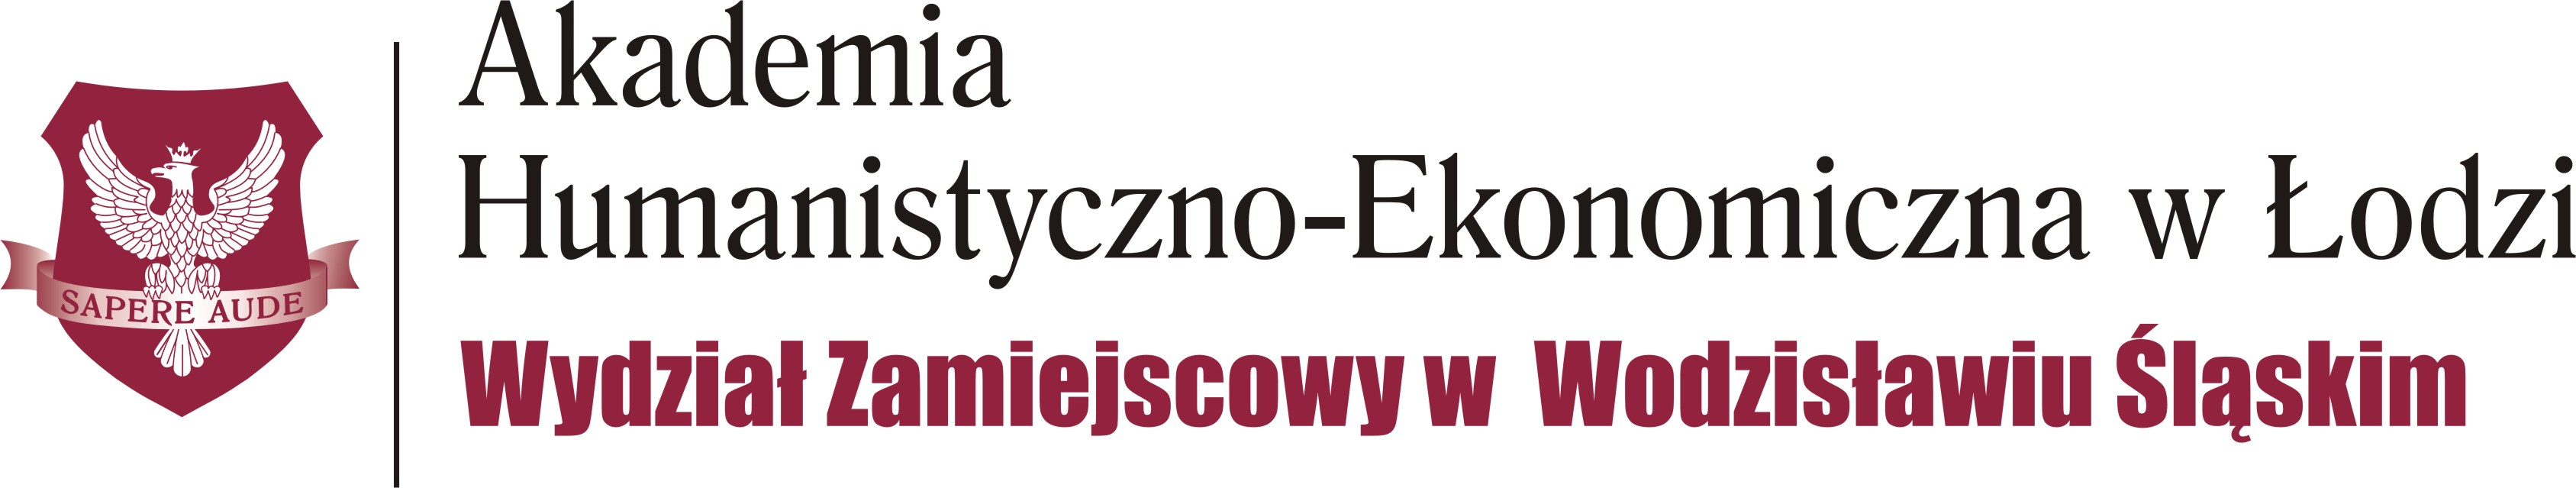 SAPERE AUDE
Akademia
Humanistyczno-Ekonomiczna w Łodzi
Wydział Zamiejscowy w Wodzisławiu Śląskim